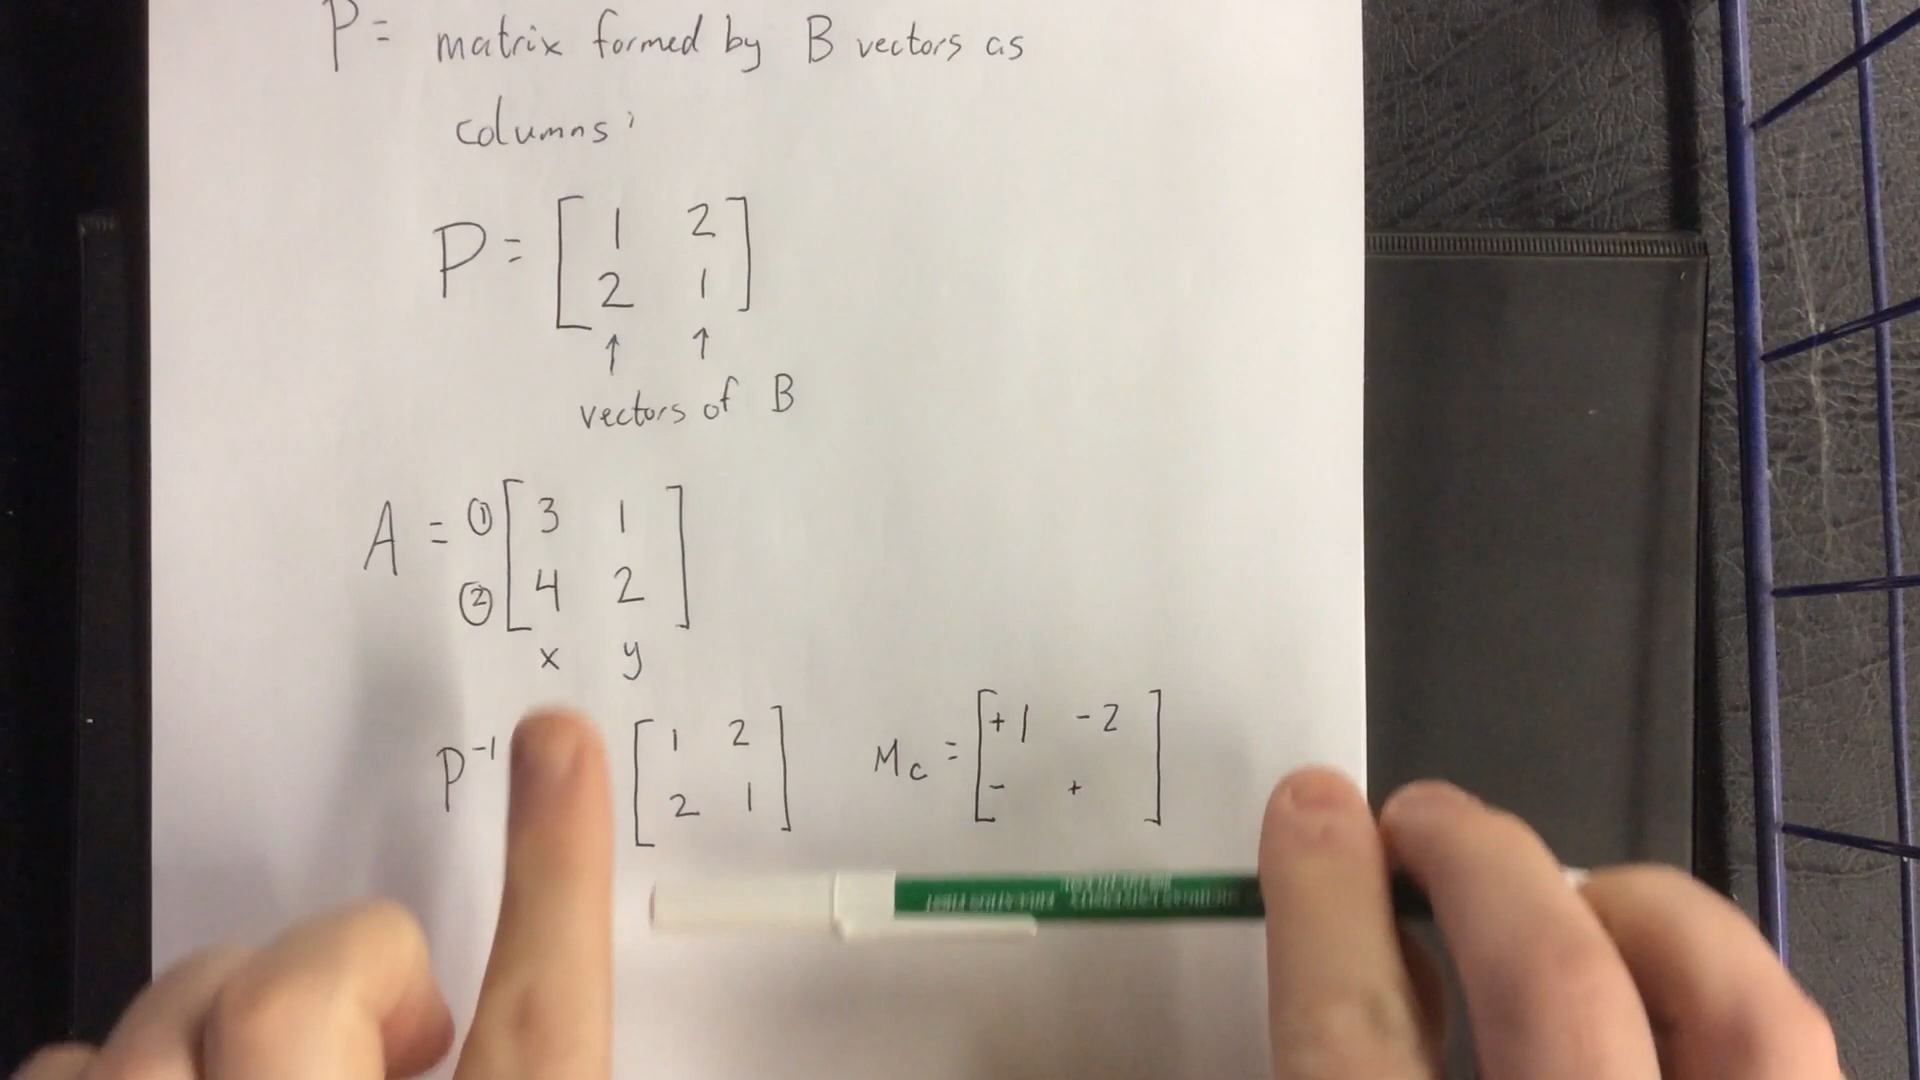 P = matrix formed by B vectors as
columns:
P = [ 1 2
2 1 ]
↑ ↑
vectors of B
A = ① [ 3 1
② 4 2 ]
x y
P⁻¹ [ 1 2
2 1 ]
Mc = [ +1 -2
- + ]